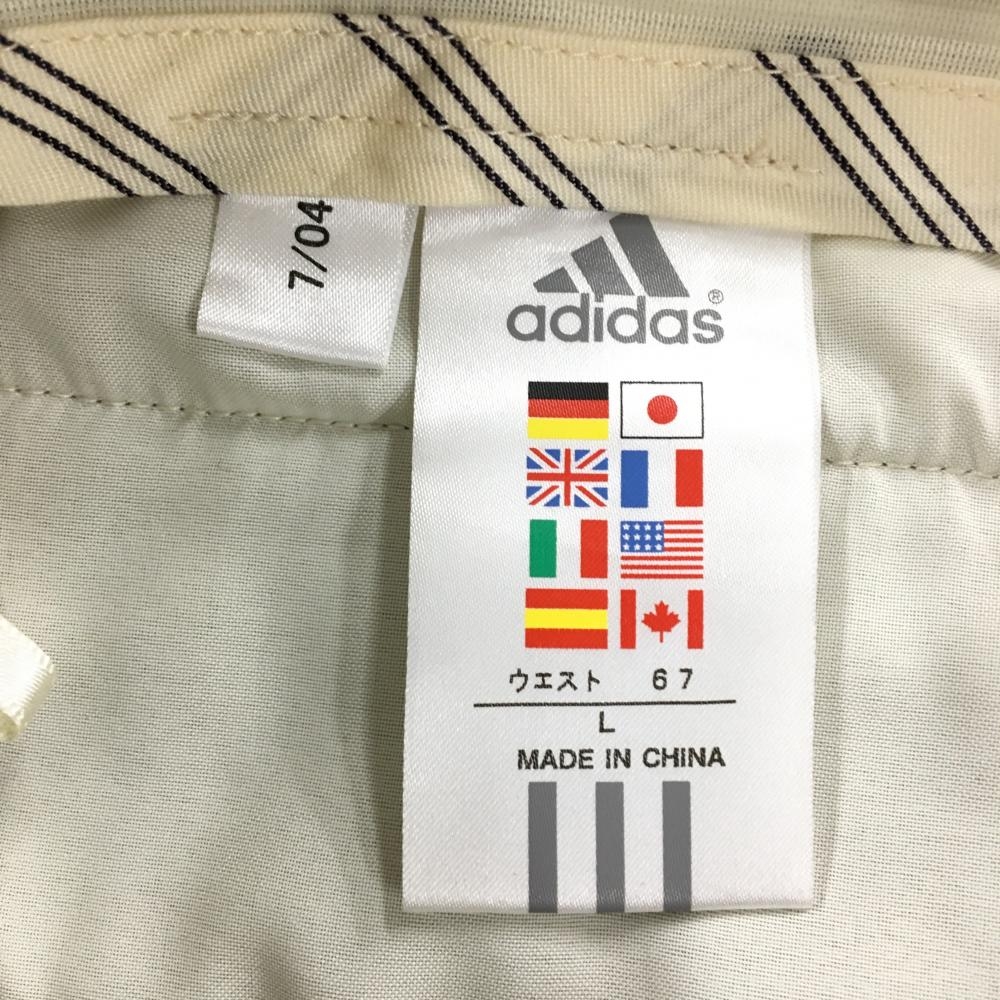 7/04
adidas®
ウエスト 67
L
MADE IN CHINA